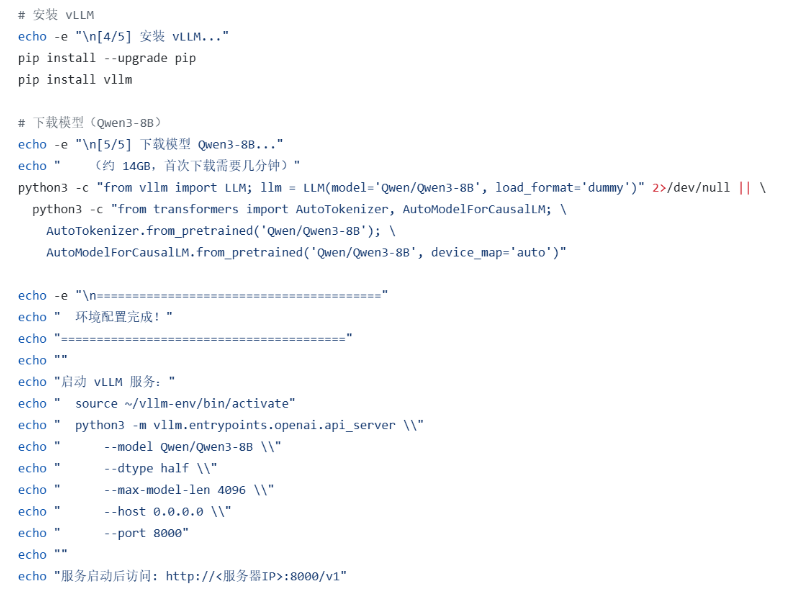 # 安装 vLLM
echo -e "\n[4/5] 安装 vLLM..."
pip install --upgrade pip
pip install vllm
# 下载模型（Qwen3-8B）
echo -e "\n[5/5] 下载模型 Qwen3-8B..."
echo "    （约 14GB，首次下载需要几分钟）"
python3 -c "from vllm import LLM; llm = LLM(model='Qwen/Qwen3-8B', load_format='dummy')" 2>/dev/null || \
  python3 -c "from transformers import AutoTokenizer, AutoModelForCausalLM; \
    AutoTokenizer.from_pretrained('Qwen/Qwen3-8B'); \
    AutoModelForCausalLM.from_pretrained('Qwen/Qwen3-8B', device_map='auto')"
echo -e "\n========================================"
echo "  环境配置完成！"
echo "========================================"
echo ""
echo "启动 vLLM 服务："
echo "  source ~/vllm-env/bin/activate"
echo "  python3 -m vllm.entrypoints.openai.api_server \\"
echo "      --model Qwen/Qwen3-8B \\"
echo "      --dtype half \\"
echo "      --max-model-len 4096 \\"
echo "      --host 0.0.0.0 \\"
echo "      --port 8000"
echo ""
echo "服务启动后访问: http://<服务器IP>:8000/v1"